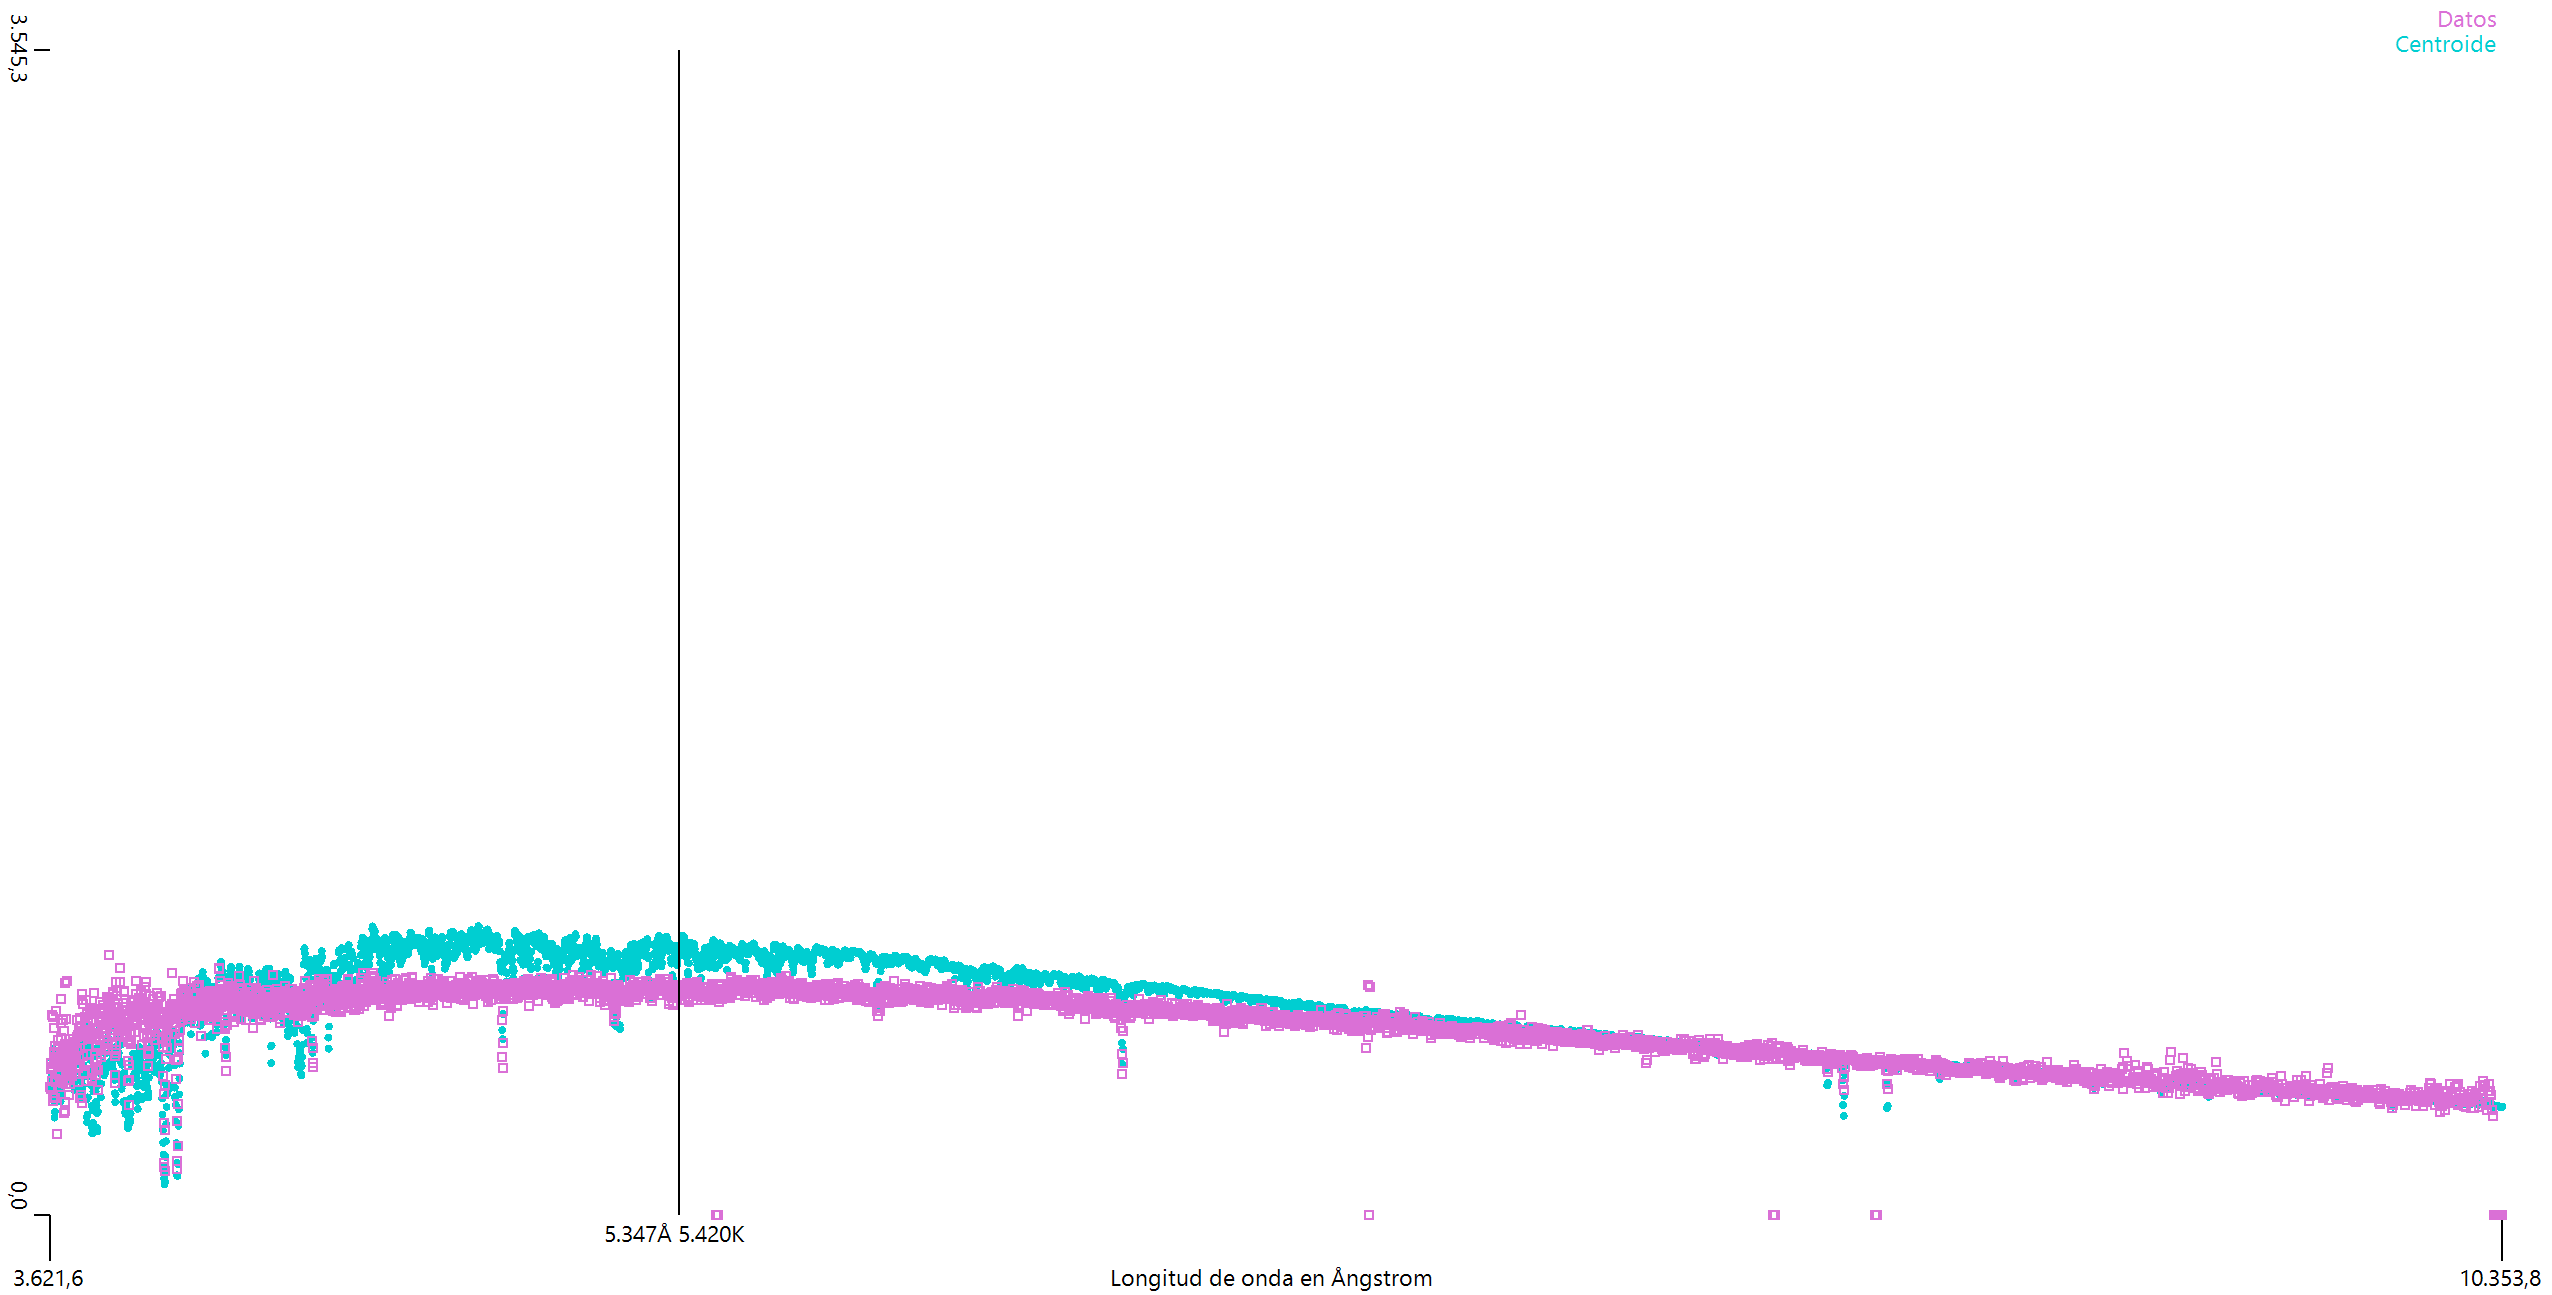 Datos
Centroide
3.545,3
0,0
5.347Å 5.420K
3.621,6
Longitud de onda en Ångstrom
10.353,8